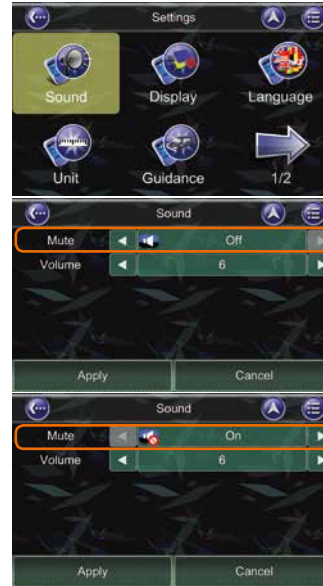 Settings
Sound Display Language
Unit Guidance 1/2
Sound
Mute Off
Volume 6
Apply Cancel
Sound
Mute On
Volume 6
Apply Cancel